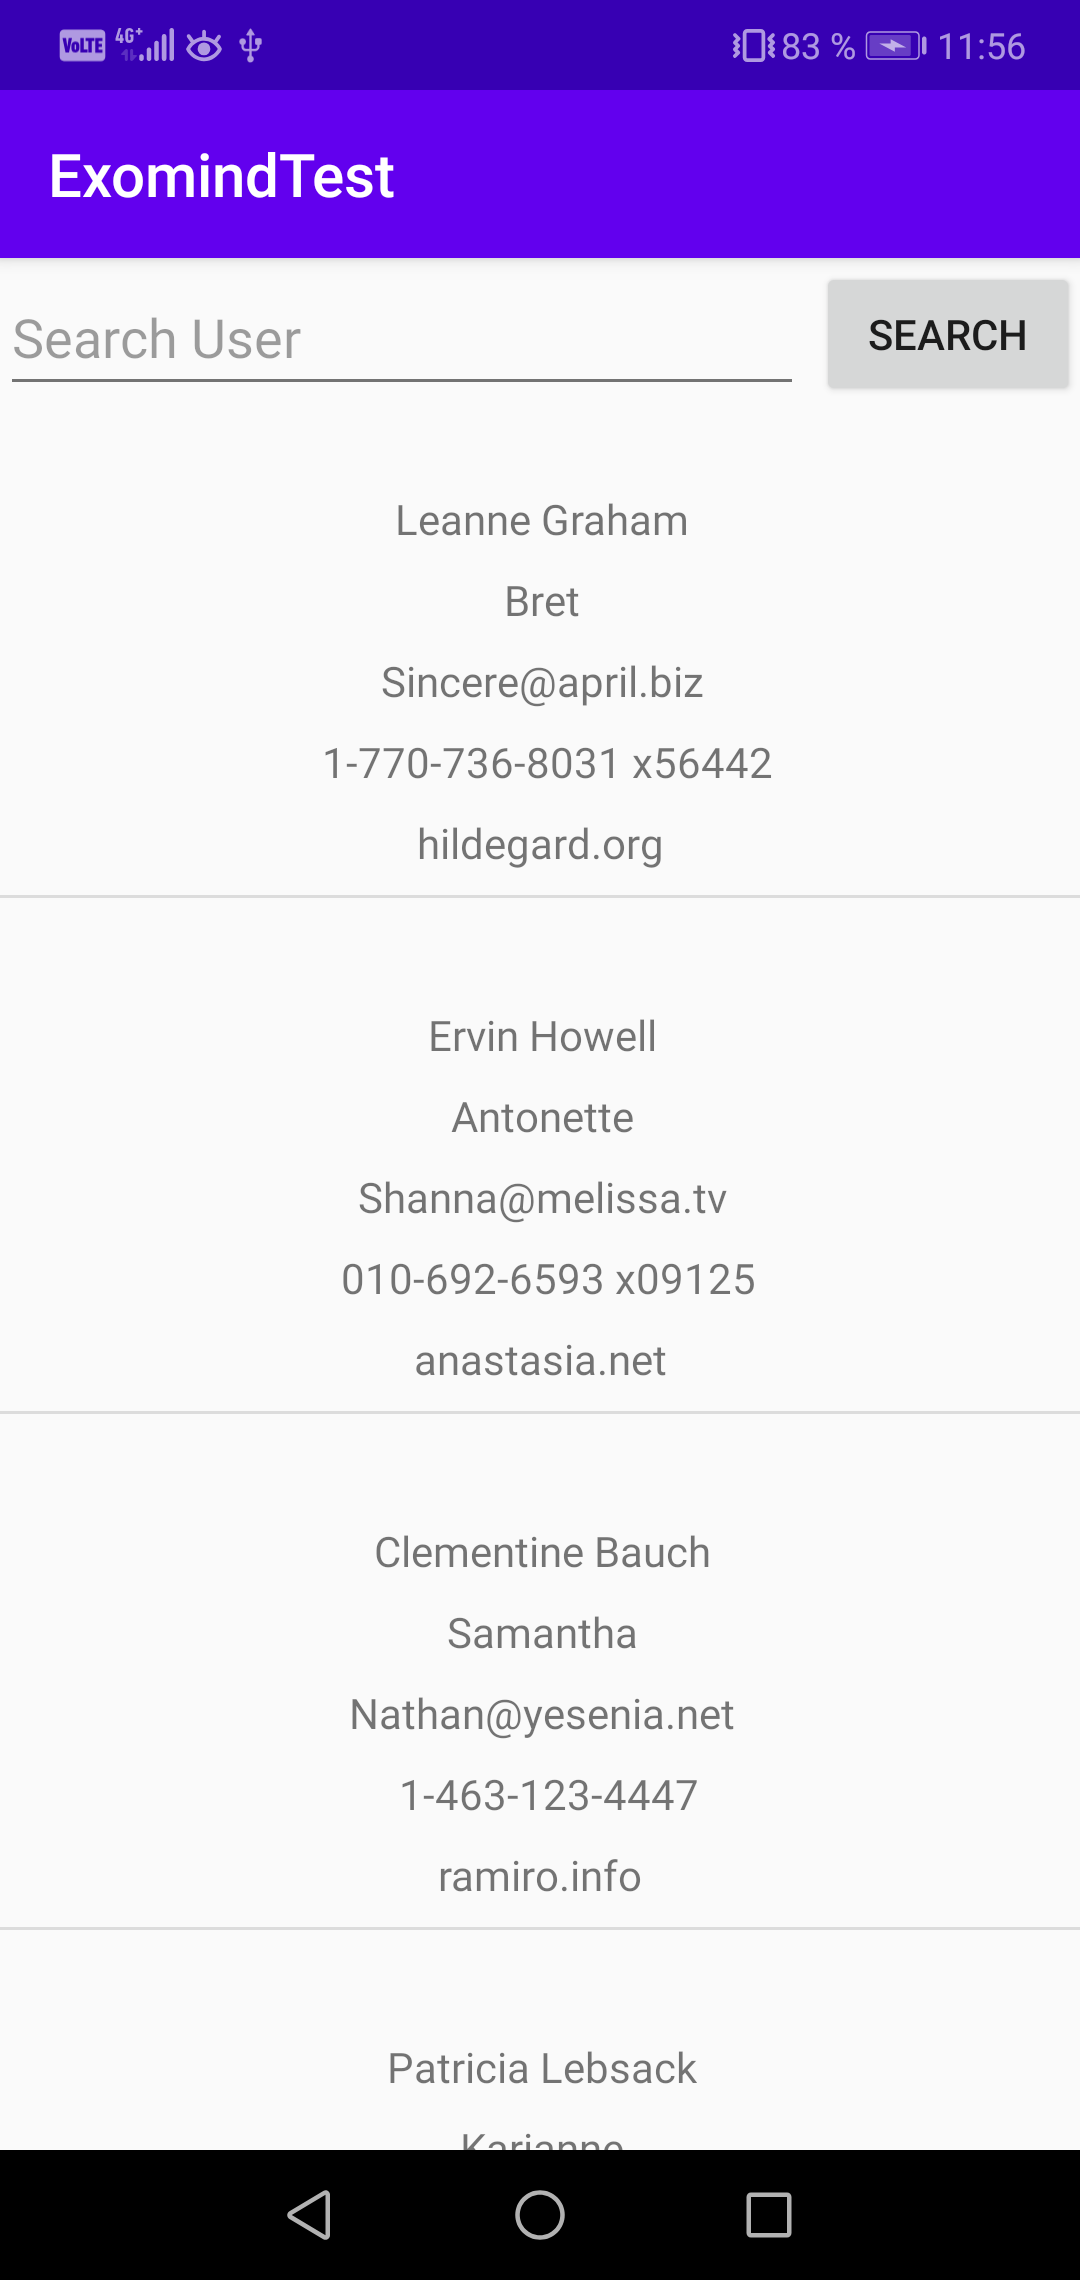 VoLTE 4G+ 83 % 11:56
ExomindTest
Search User SEARCH
Leanne Graham
Bret
Sincere@april.biz
1-770-736-8031 x56442
hildegard.org
Ervin Howell
Antonette
Shanna@melissa.tv
010-692-6593 x09125
anastasia.net
Clementine Bauch
Samantha
Nathan@yesenia.net
1-463-123-4447
ramiro.info
Patricia Lebsack
Karianne